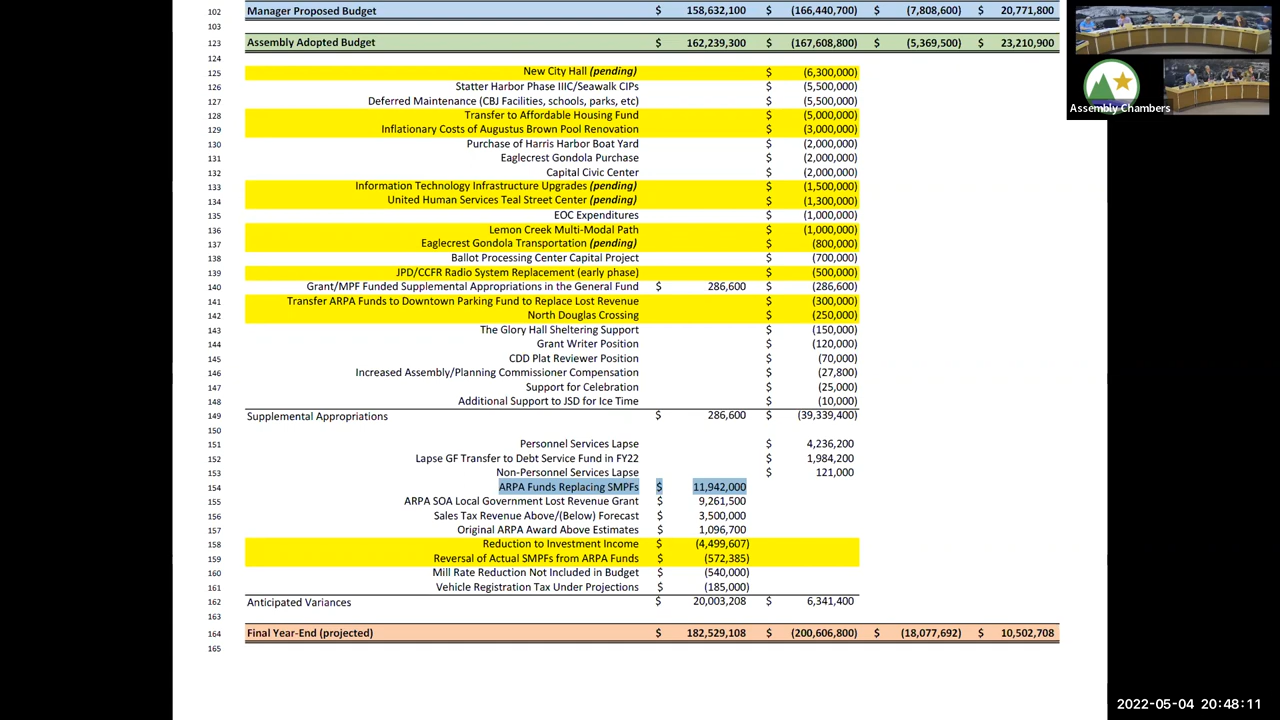 102 Manager Proposed Budget $ 158,632,100 $ (166,440,700) $ (7,808,600) $ 20,771,800
103
123 Assembly Adopted Budget $ 162,239,300 $ (167,608,800) $ (5,369,500) $ 23,210,900
124
125 New City Hall (pending) $ (6,300,000)
126 Statter Harbor Phase IIIC/Seawalk CIPs $ (5,500,000)
127 Deferred Maintenance (CBJ Facilities, schools, parks, etc) $ (5,500,000)
128 Transfer to Affordable Housing Fund $ (5,000,000)
129 Inflationary Costs of Augustus Brown Pool Renovation $ (3,000,000)
130 Purchase of Harris Harbor Boat Yard $ (2,000,000)
131 Eaglecrest Gondola Purchase $ (2,000,000)
132 Capital Civic Center $ (2,000,000)
133 Information Technology Infrastructure Upgrades (pending) $ (1,500,000)
134 United Human Services Teal Street Center (pending) $ (1,300,000)
135 EOC Expenditures $ (1,000,000)
136 Lemon Creek Multi-Modal Path $ (1,000,000)
137 Eaglecrest Gondola Transportation (pending) $ (800,000)
138 Ballot Processing Center Capital Project $ (700,000)
139 JPD/CCFR Radio System Replacement (early phase) $ (500,000)
140 Grant/MPF Funded Supplemental Appropriations in the General Fund $ 286,600 $ (286,600)
141 Transfer ARPA Funds to Downtown Parking Fund to Replace Lost Revenue $ (300,000)
142 North Douglas Crossing $ (250,000)
143 The Glory Hall Sheltering Support $ (150,000)
144 Grant Writer Position $ (120,000)
145 CDD Plat Reviewer Position $ (70,000)
146 Increased Assembly/Planning Commissioner Compensation $ (27,800)
147 Support for Celebration $ (25,000)
148 Additional Support to JSD for Ice Time $ (10,000)
149 Supplemental Appropriations $ 286,600 $ (39,339,400)
150
151 Personnel Services Lapse $ 4,236,200
152 Lapse GF Transfer to Debt Service Fund in FY22 $ 1,984,200
153 Non-Personnel Services Lapse $ 121,000
154 ARPA Funds Replacing SMPFs $ 11,942,000
155 ARPA SOA Local Government Lost Revenue Grant $ 9,261,500
156 Sales Tax Revenue Above/(Below) Forecast $ 3,500,000
157 Original ARPA Award Above Estimates $ 1,096,700
158 Reduction to Investment Income $ (4,499,607)
159 Reversal of Actual SMPFs from ARPA Funds $ (572,385)
160 Mill Rate Reduction Not Included in Budget $ (540,000)
161 Vehicle Registration Tax Under Projections $ (185,000)
162 Anticipated Variances $ 20,003,208 $ 6,341,400
163
164 Final Year-End (projected) $ 182,529,108 $ (200,606,800) $ (18,077,692) $ 10,502,708
165
Assembly Chambers
2022-05-04 20:48:11